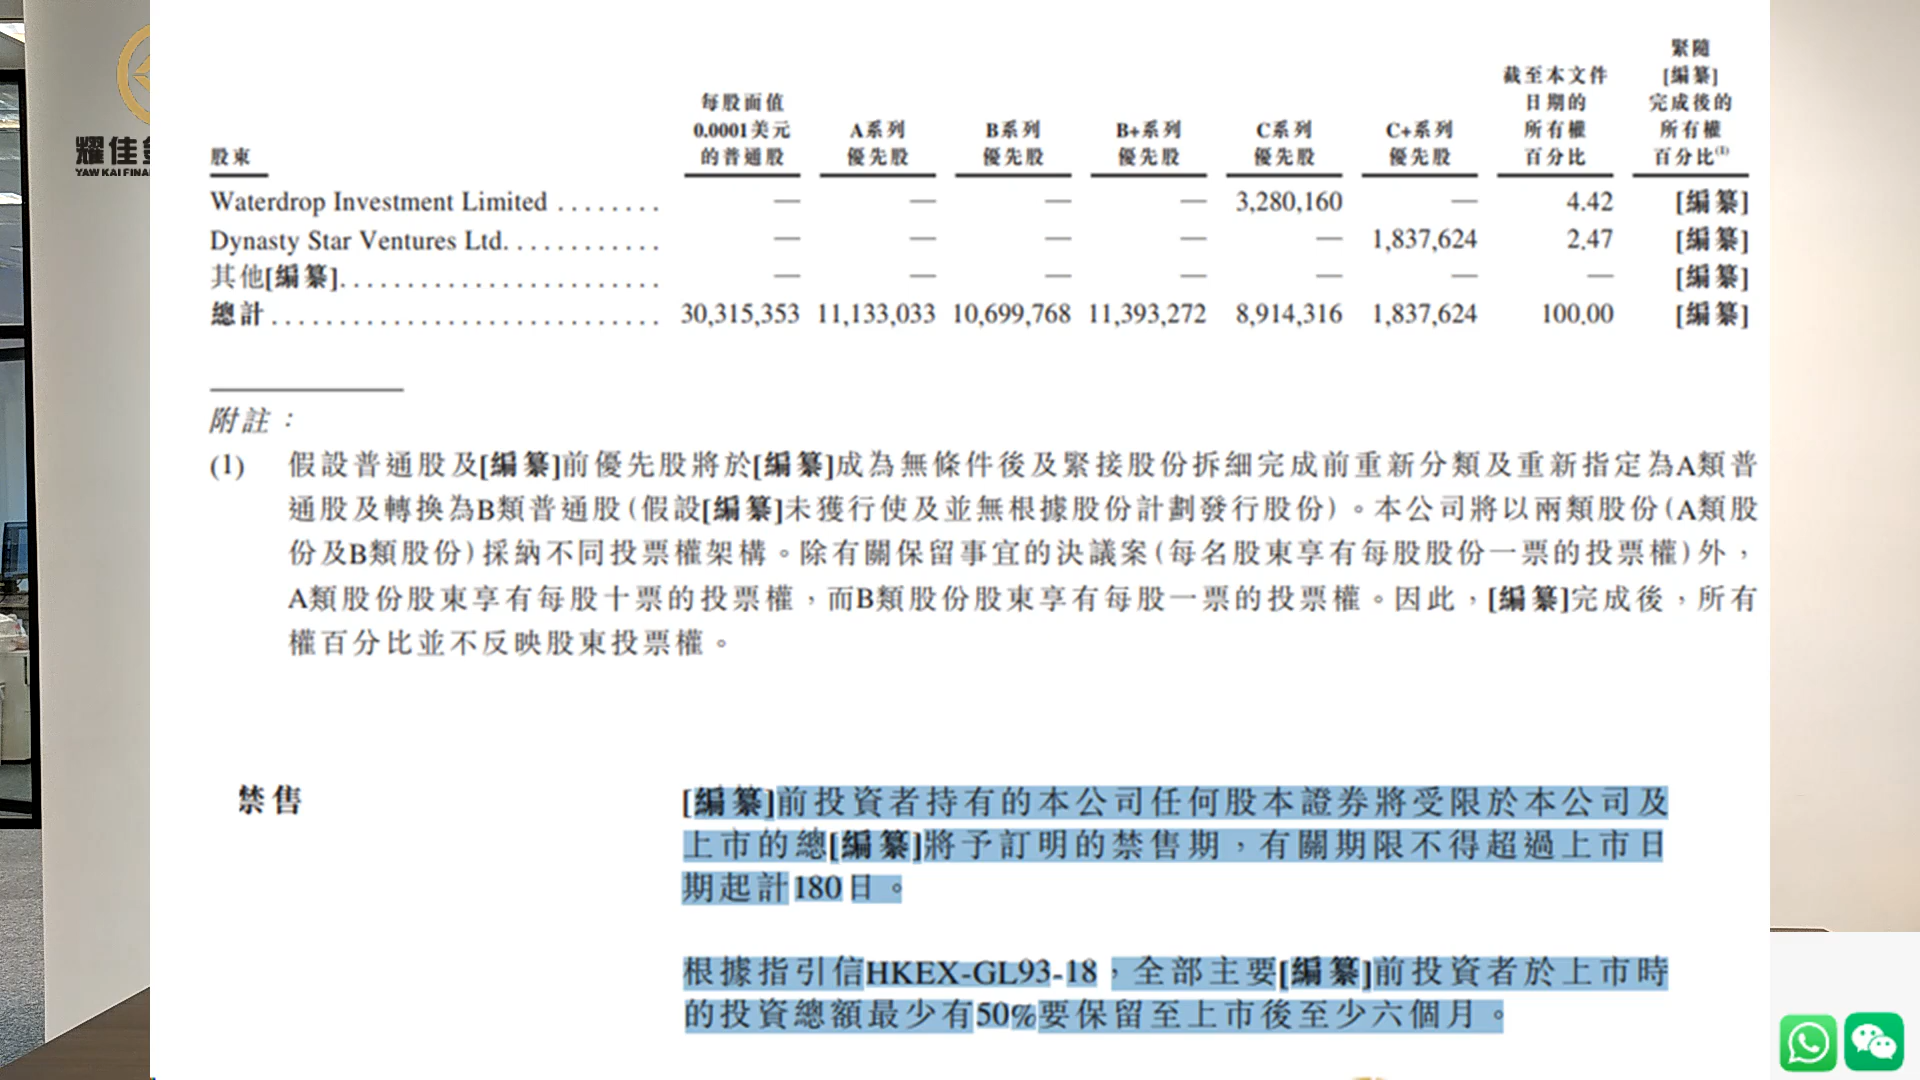 耀佳
YAW KAI FINA
股東
每股面值
0.0001美元
的普通股
A系列
優先股
B系列
優先股
B+系列
優先股
C系列
優先股
C+系列
優先股
截至本文件
日期的
所有權
百分比
緊隨
[編纂]
完成後的
所有權
百分比(1)
Waterdrop Investment Limited ........ — — — — 3,280,160 — 4.42 [編纂]
Dynasty Star Ventures Ltd............. — — — — — 1,837,624 2.47 [編纂]
其他[編纂]........................ — — — — — — — [編纂]
總計............................. 30,315,353 11,133,033 10,699,768 11,393,272 8,914,316 1,837,624 100.00 [編纂]
附註：
(1) 假設普通股及[編纂]前優先股將於[編纂]成為無條件後及緊接股份拆細完成前重新分類及重新指定為A類普
通股及轉換為B類普通股(假設[編纂]未獲行使及並無根據股份計劃發行股份)。本公司將以兩類股份(A類股
份及B類股份)採納不同投票權架構。除有關保留事宜的決議案(每名股東享有每股股份一票的投票權)外，
A類股份股東享有每股十票的投票權，而B類股份股東享有每股一票的投票權。因此，[編纂]完成後，所有
權百分比並不反映股東投票權。
禁售
[編纂]前投資者持有的本公司任何股本證券將受限於本公司及
上市的總[編纂]將予訂明的禁售期，有關期限不得超過上市日
期起計180日。
根據指引信HKEX-GL93-18，全部主要[編纂]前投資者於上市時
的投資總額最少有50%要保留至上市後至少六個月。